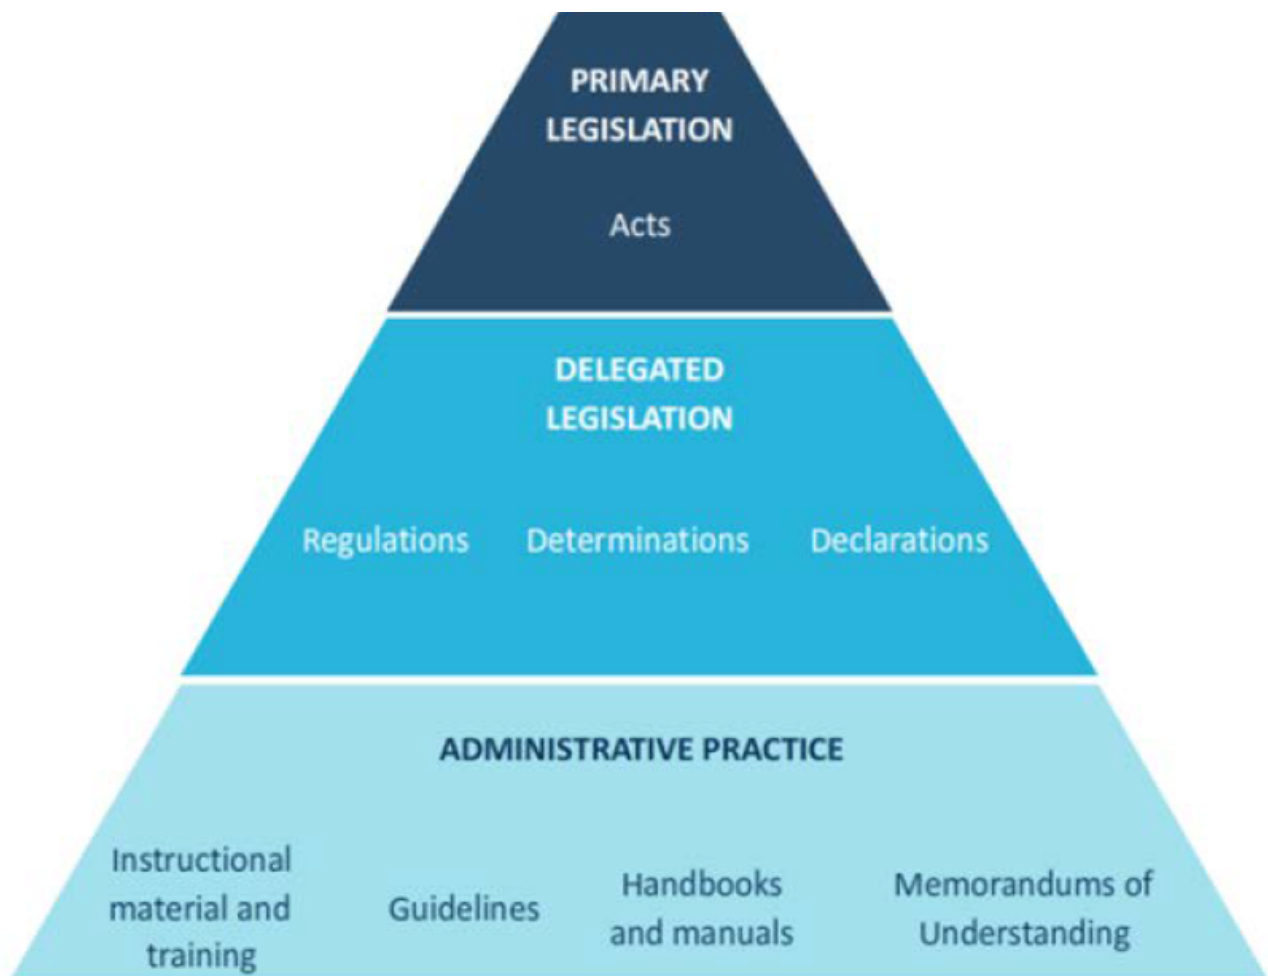 PRIMARY
LEGISLATION
Acts
DELEGATED
LEGISLATION
Regulations Determinations Declarations
ADMINISTRATIVE PRACTICE
Instructional
material and
training
Guidelines
Handbooks
and manuals
Memorandums of
Understanding